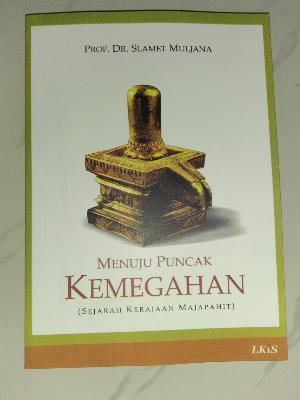 PROF. DR. SLAMET MULJANA
MENUJU PUNCAK
KEMEGAHAN
(SEJARAH KERAJAAN MAJAPAHIT)
LKiS